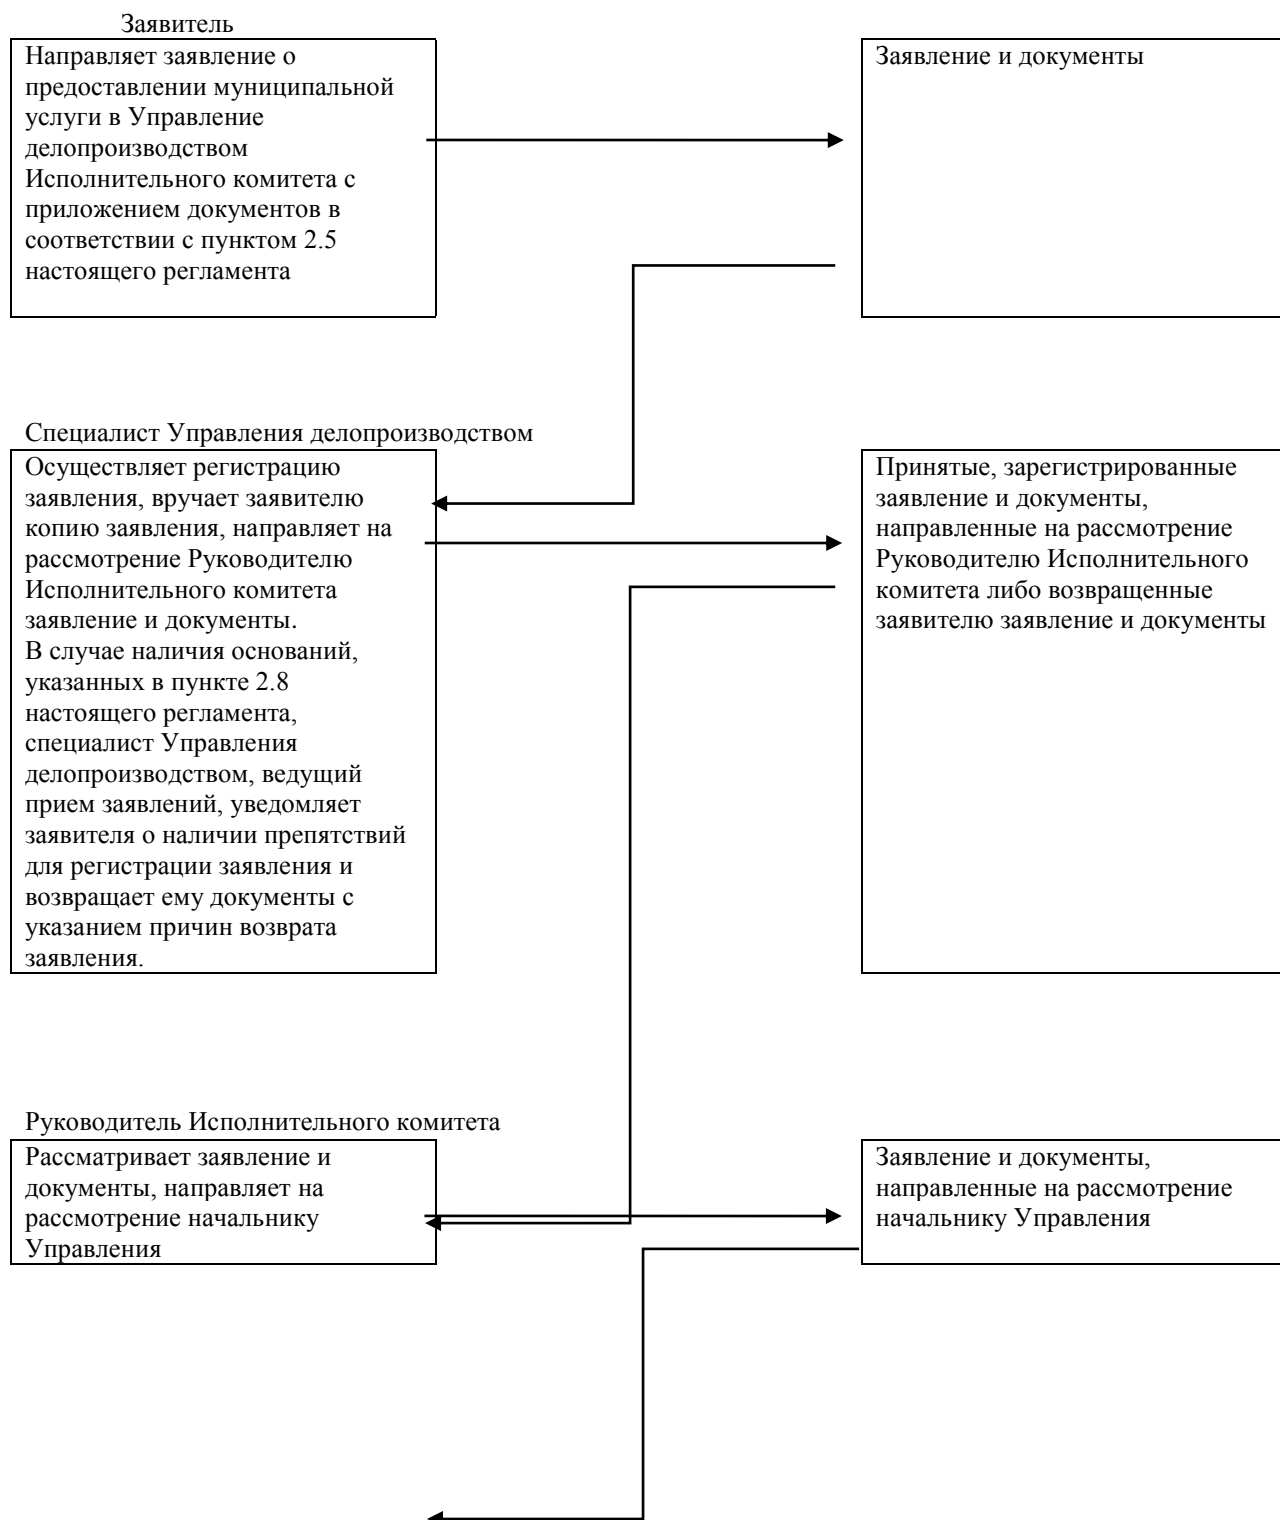 Заявитель
Направляет заявление о
предоставлении муниципальной
услуги в Управление
делопроизводством
Исполнительного комитета с
приложением документов в
соответствии с пунктом 2.5
настоящего регламента
Заявление и документы
Специалист Управления делопроизводством
Осуществляет регистрацию
заявления, вручает заявителю
копию заявления, направляет на
рассмотрение Руководителю
Исполнительного комитета
заявление и документы.
В случае наличия оснований,
указанных в пункте 2.8
настоящего регламента,
специалист Управления
делопроизводством, ведущий
прием заявлений, уведомляет
заявителя о наличии препятствий
для регистрации заявления и
возвращает ему документы с
указанием причин возврата
заявления.
Принятые, зарегистрированные
заявление и документы,
направленные на рассмотрение
Руководителю Исполнительного
комитета либо возвращенные
заявителю заявление и документы
Руководитель Исполнительного комитета
Рассматривает заявление и
документы, направляет на
рассмотрение начальнику
Управления
Заявление и документы,
направленные на рассмотрение
начальнику Управления